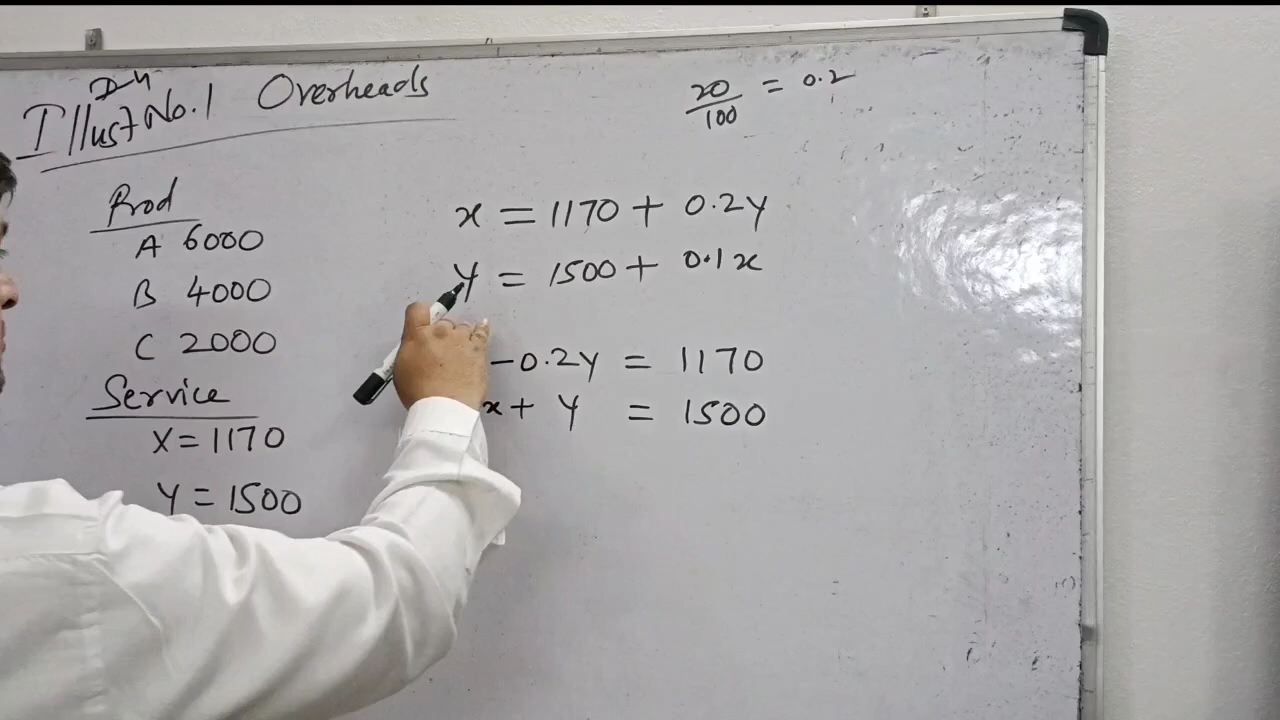 Illust No. 1 Overheads
20/100 = 0.2
Prod
A 6000
B 4000
C 2000
Service
X = 1170
Y = 1500
x = 1170 + 0.2y
y = 1500 + 0.1x
- 0.2y = 1170
x + y = 1500